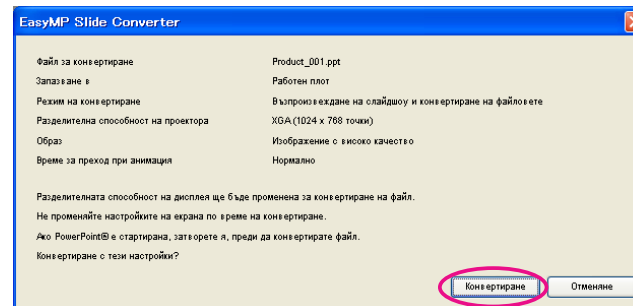 EasyMP Slide Converter
Файл за конвертиране Product_001.ppt
Запазване в Работен плот
Режим на конвертиране Възпроизвеждане на слайдшоу и конвертиране на файловете
Разделителна способност на проектора XGA (1024 x 768 точки)
Образ Изображение с високо качество
Време за преход при анимация Нормално
Разделителната способност на дисплея ще бъде променена за конвертиране на файл.
Не променяйте настройките на екрана по време на конвертиране.
Ако PowerPoint® е стартирана, затворете я, преди да конвертирате файл.
Конвертиране с тези настройки?
Конвертиране Отменяне